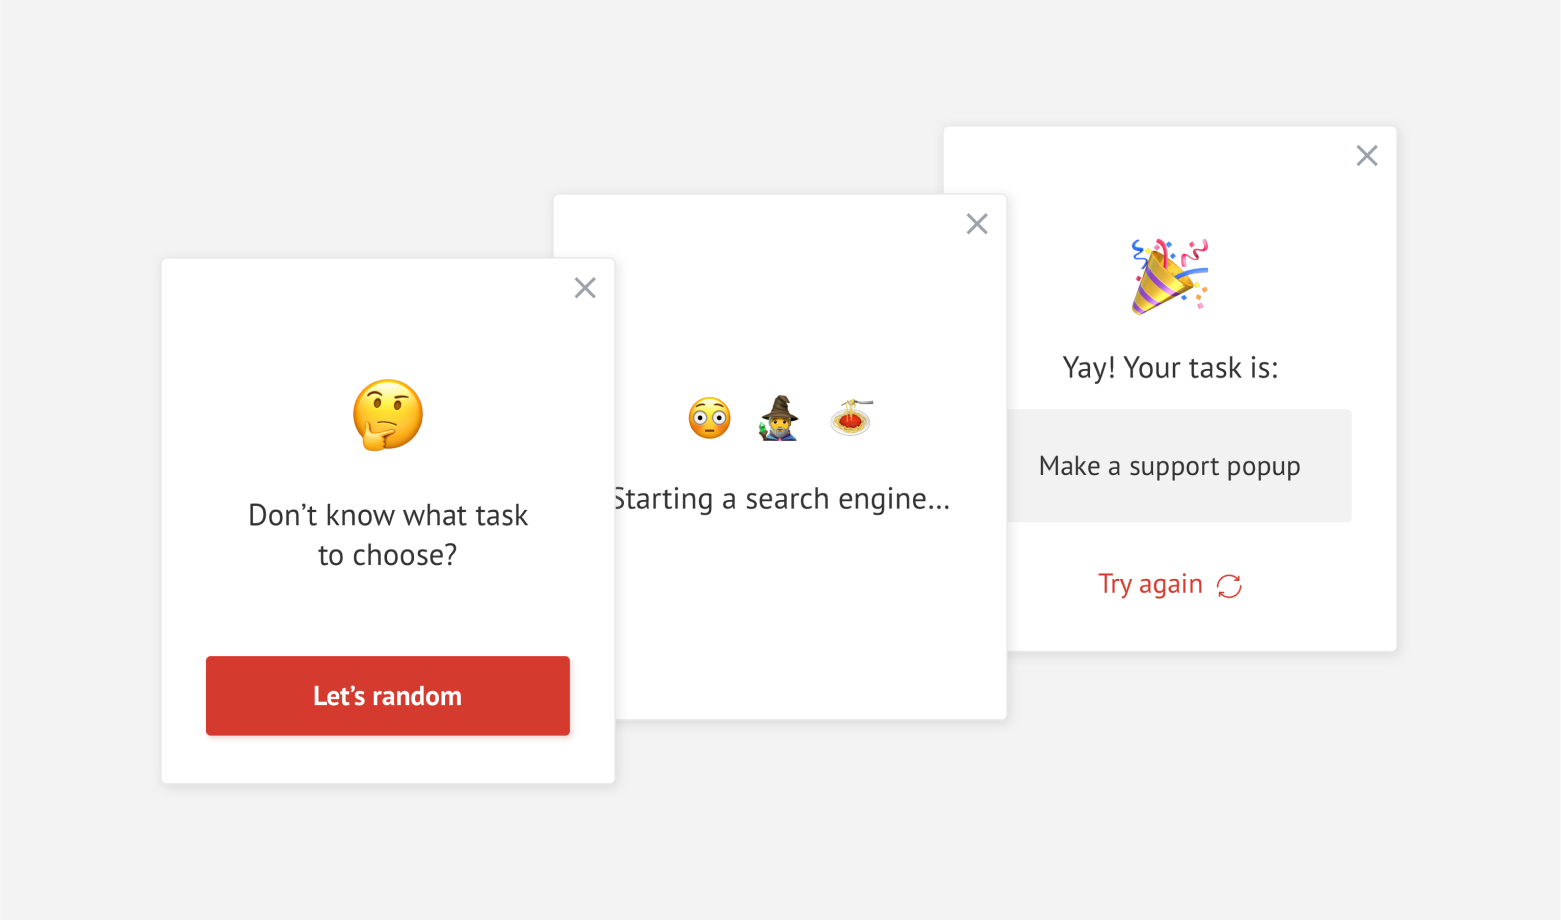 Don’t know what task
to choose?
Let’s random
Starting a search engine...
Yay! Your task is:
Make a support popup
Try again